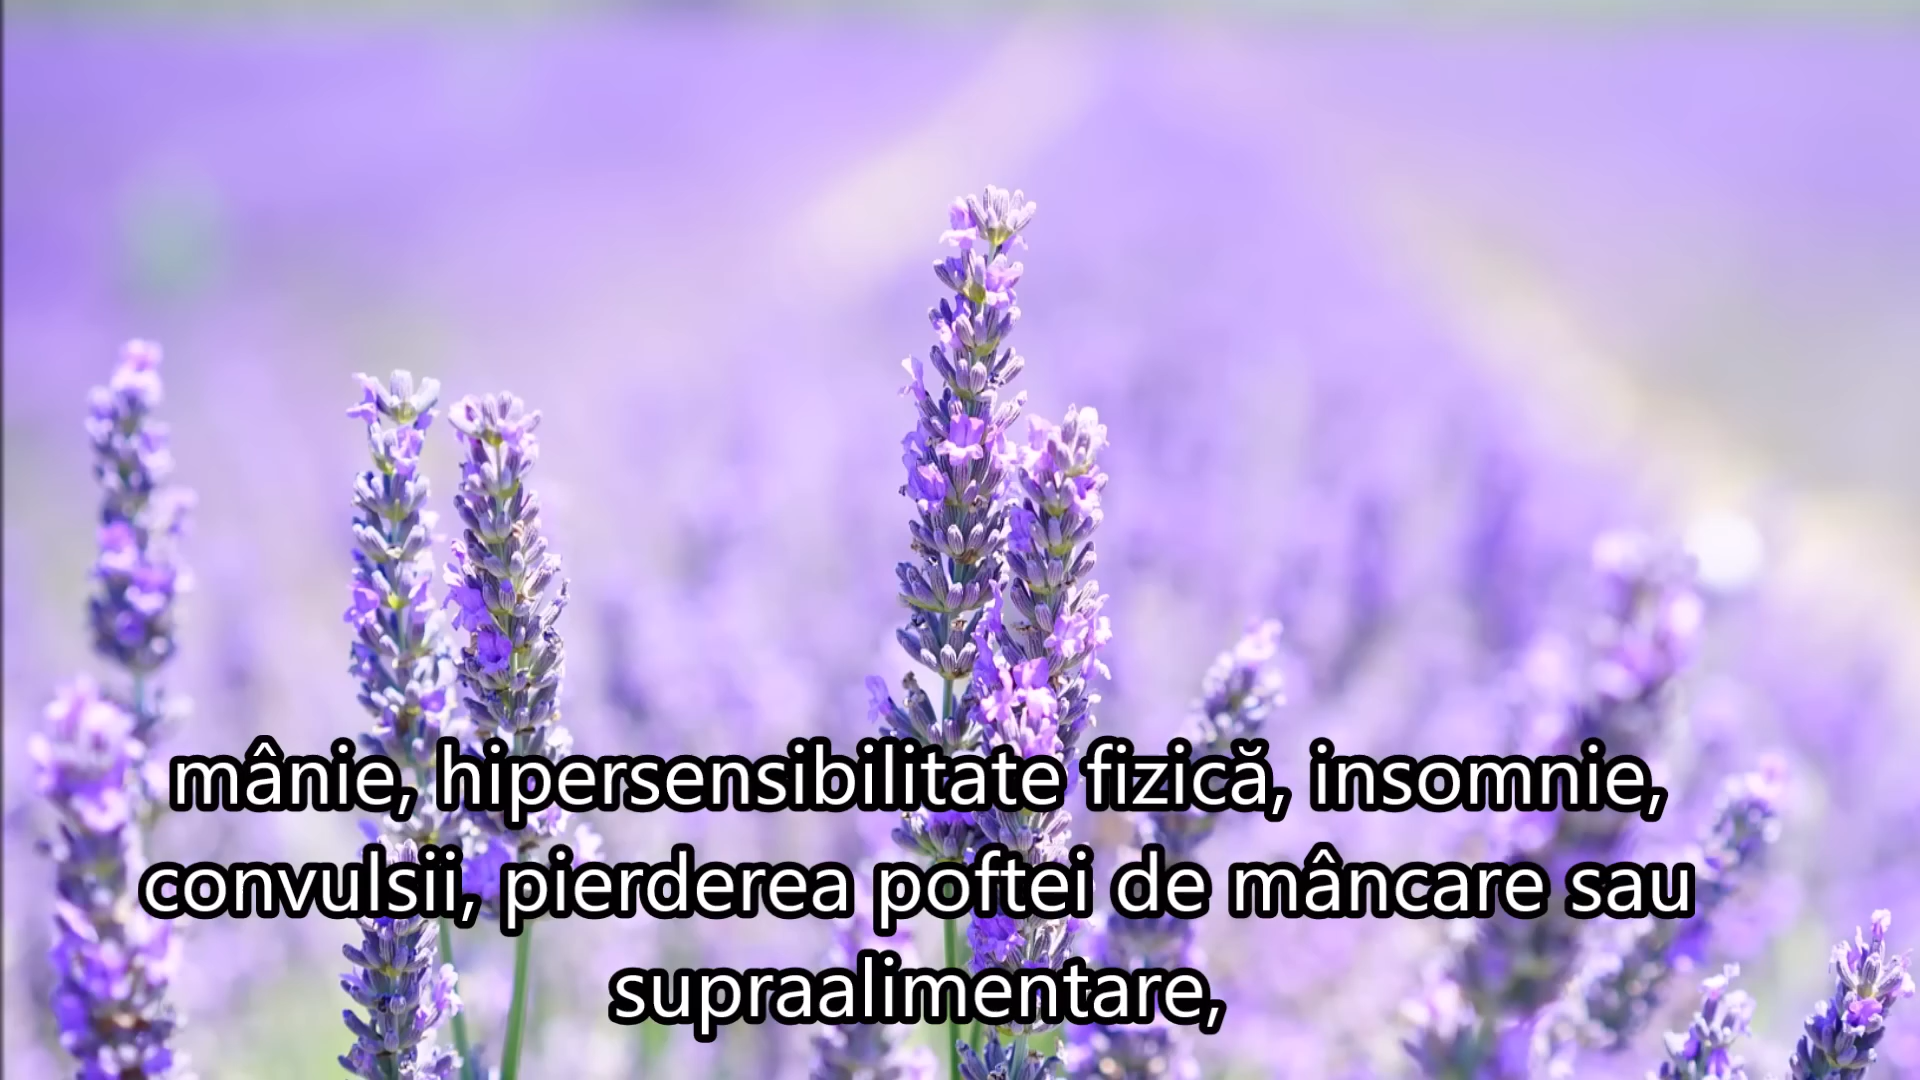 mânie, hipersensibilitate fizică, insomnie,
convulsii, pierderea poftei de mâncare sau
supraalimentare,